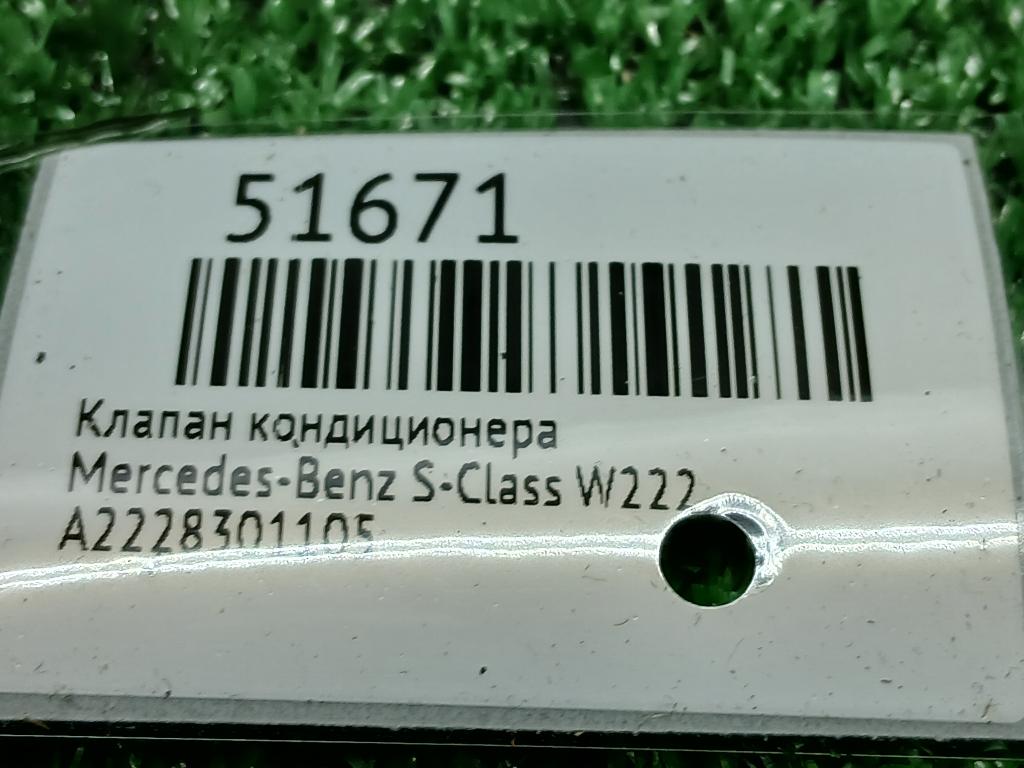 51671
Клапан кондиционера
Mercedes-Benz S-Class W222
A2228301105